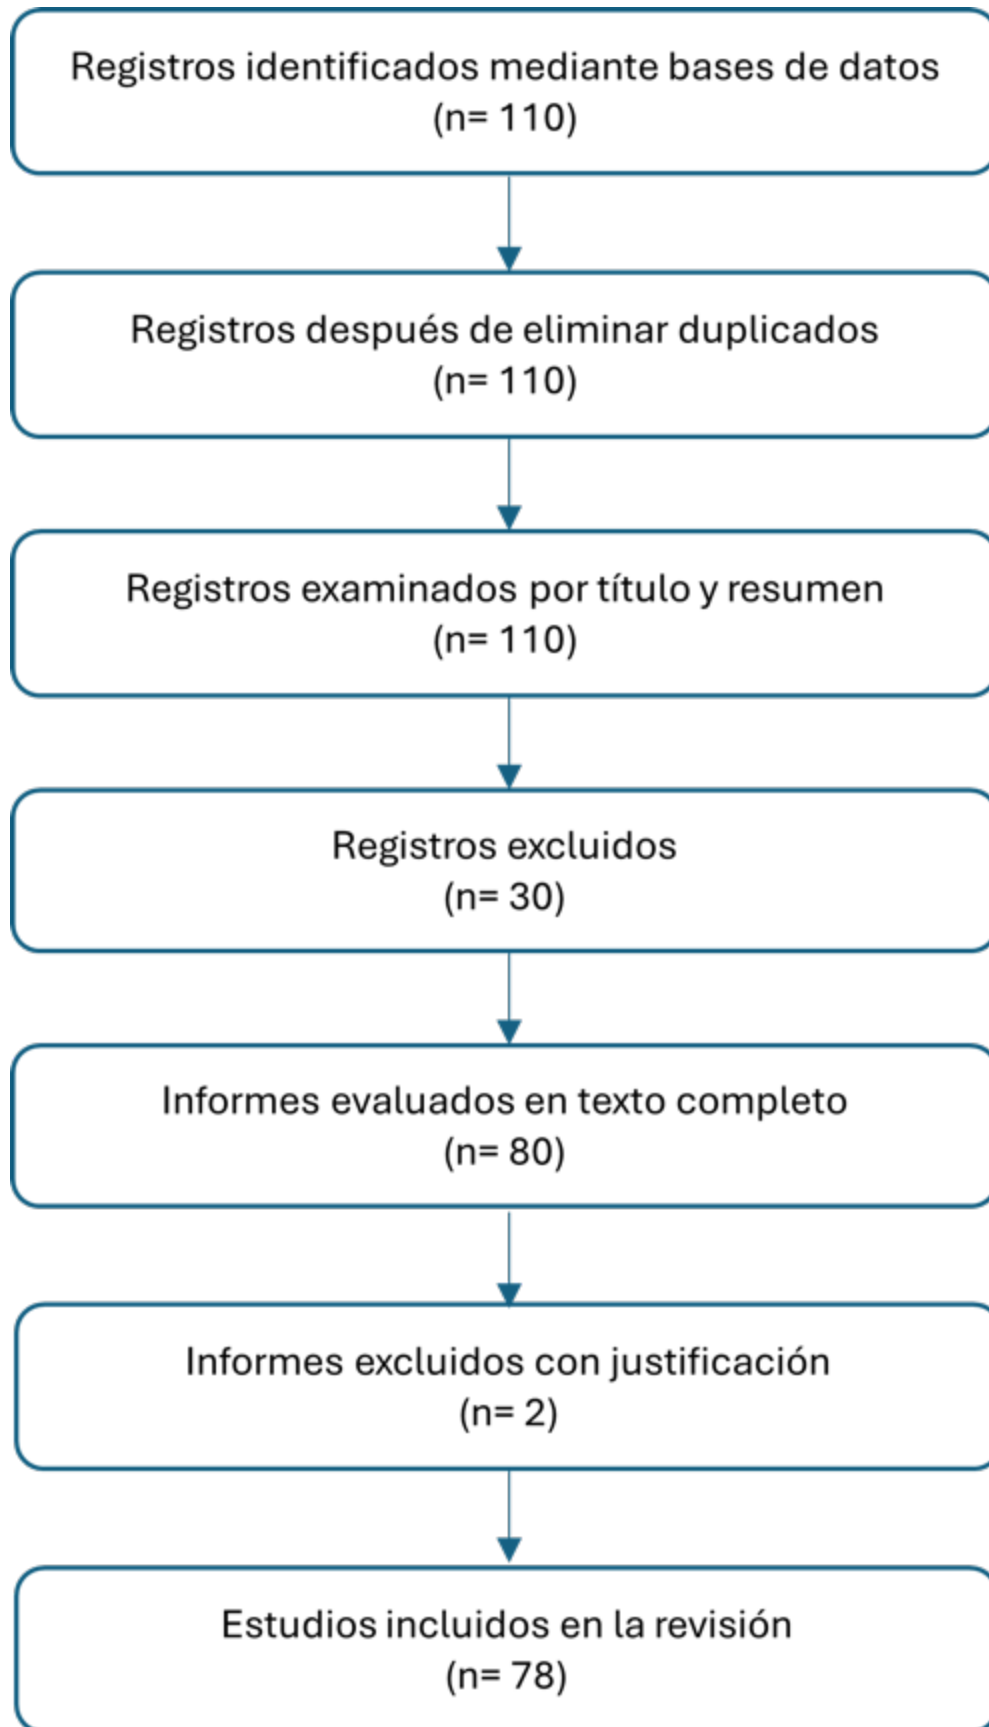 Registros identificados mediante bases de datos
(n= 110)
Registros después de eliminar duplicados
(n= 110)
Registros examinados por título y resumen
(n= 110)
Registros excluidos
(n= 30)
Informes evaluados en texto completo
(n= 80)
Informes excluidos con justificación
(n= 2)
Estudios incluidos en la revisión
(n= 78)